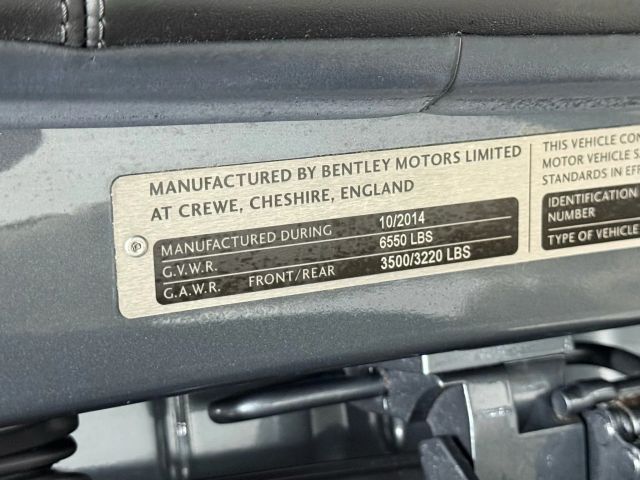 MANUFACTURED BY BENTLEY MOTORS LIMITED
AT CREWE, CHESHIRE, ENGLAND
MANUFACTURED DURING 10/2014
G.V.W.R. 6550 LBS
G.A.W.R. FRONT/REAR 3500/3220 LBS
THIS VEHICLE CON
MOTOR VEHICLE S
STANDARDS IN EFF
IDENTIFICATION
NUMBER
TYPE OF VEHICLE